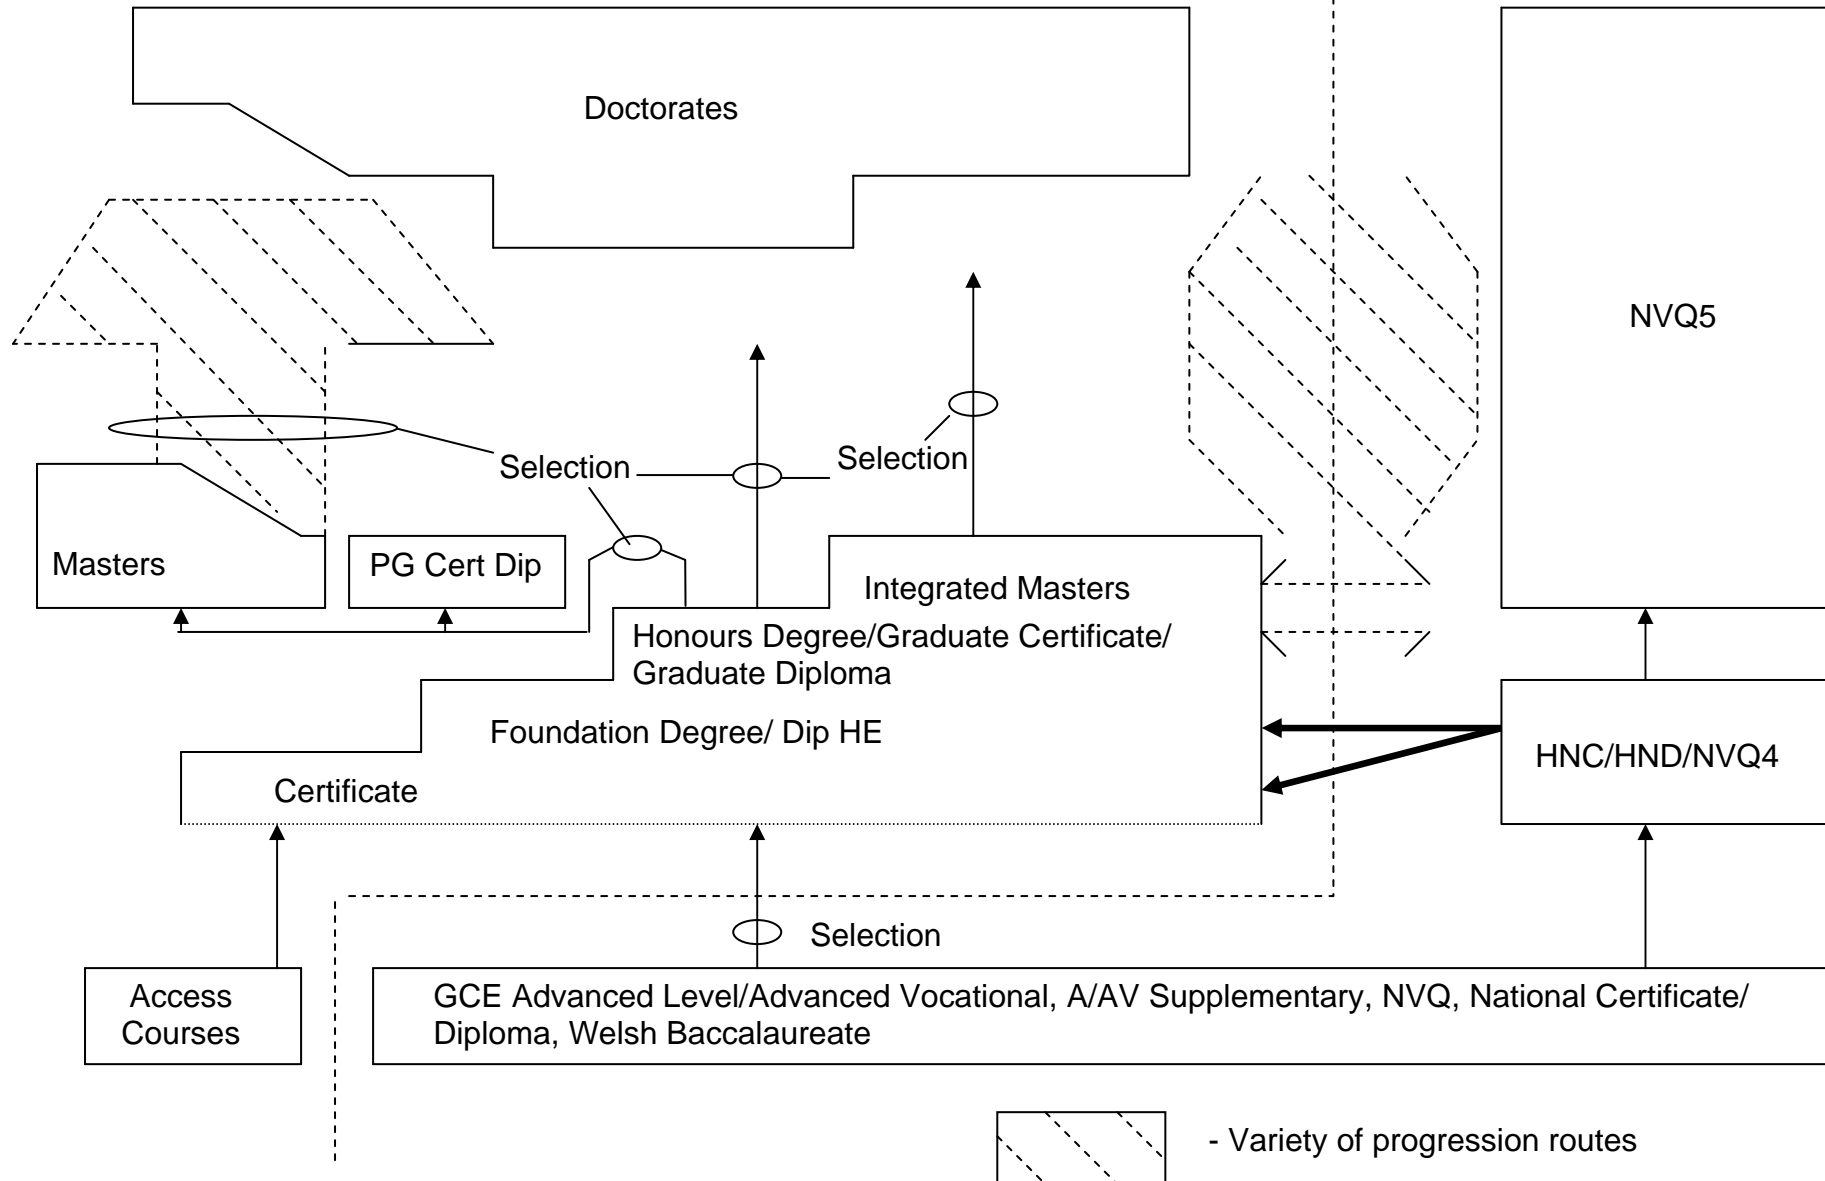 Doctorates
NVQ5
Selection
Selection
Masters
PG Cert Dip
Integrated Masters
Honours Degree/Graduate Certificate/
Graduate Diploma
Foundation Degree/ Dip HE
HNC/HND/NVQ4
Certificate
Selection
Access
Courses
GCE Advanced Level/Advanced Vocational, A/AV Supplementary, NVQ, National Certificate/
Diploma, Welsh Baccalaureate
- Variety of progression routes